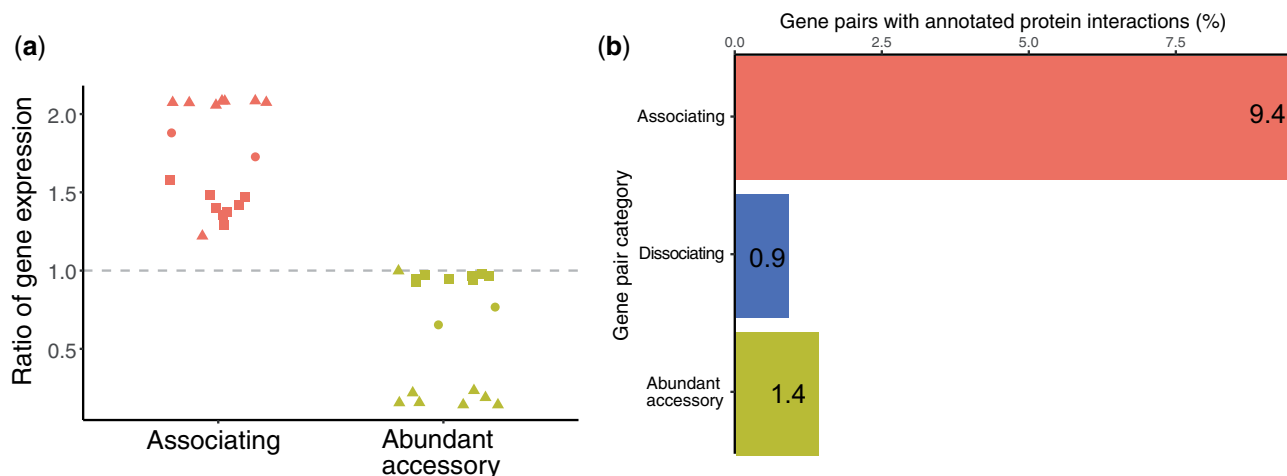 (a)
Ratio of gene expression
2.0
1.5
1.0
0.5
Associating
Abundant
accessory
(b)
Gene pairs with annotated protein interactions (%)
0.0
2.5
5.0
7.5
Gene pair category
Associating
9.4
Dissociating
0.9
Abundant
accessory
1.4